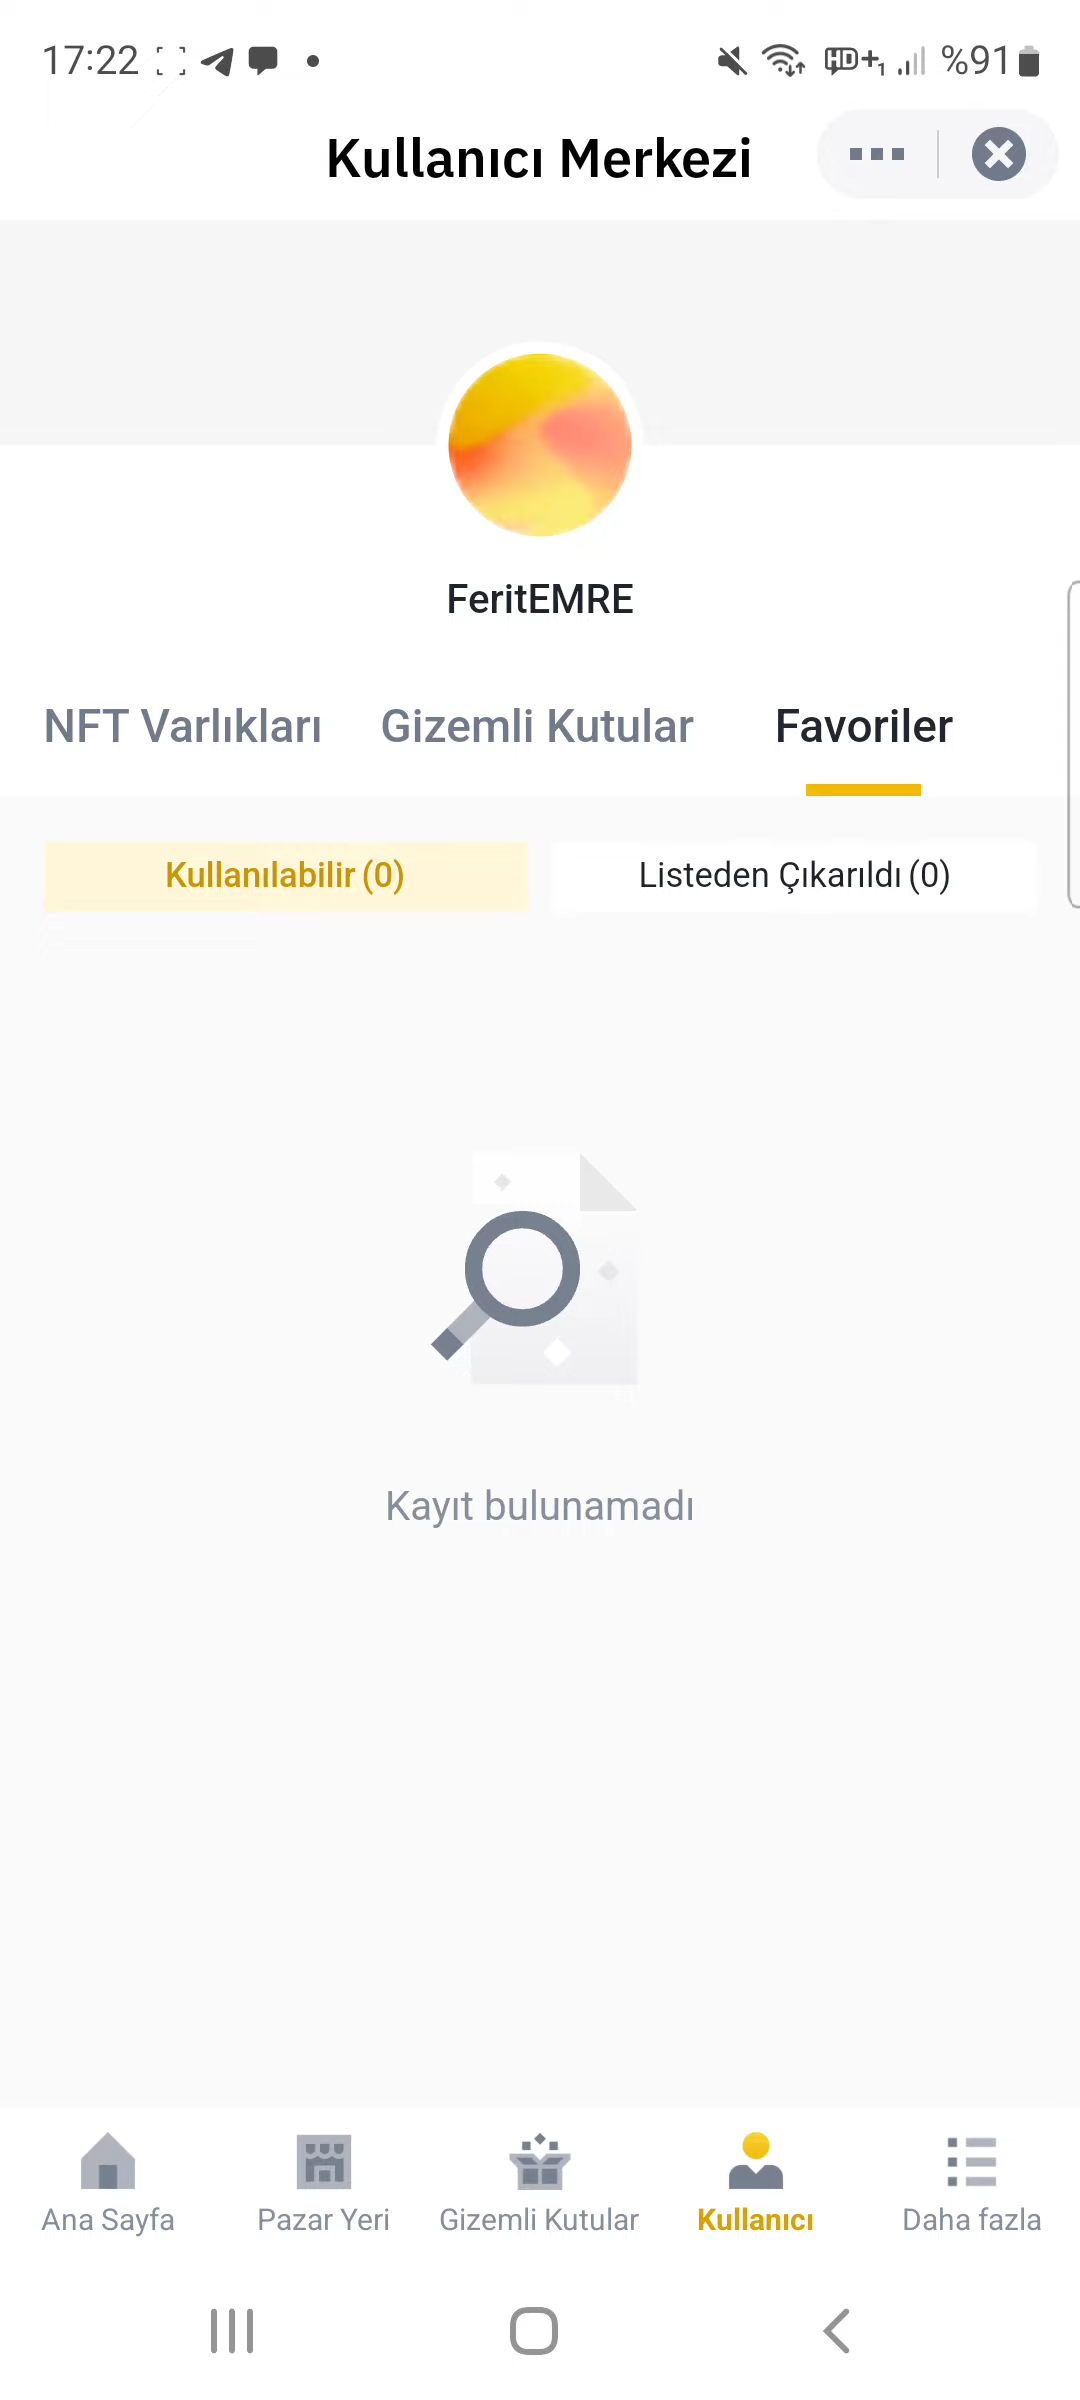 17:22
%91
Kullanıcı Merkezi
FeritEMRE
NFT Varlıkları Gizemli Kutular Favoriler
Kullanılabilir (0) Listeden Çıkarıldı (0)
Kayıt bulunamadı
Ana Sayfa Pazar Yeri Gizemli Kutular Kullanıcı Daha fazla